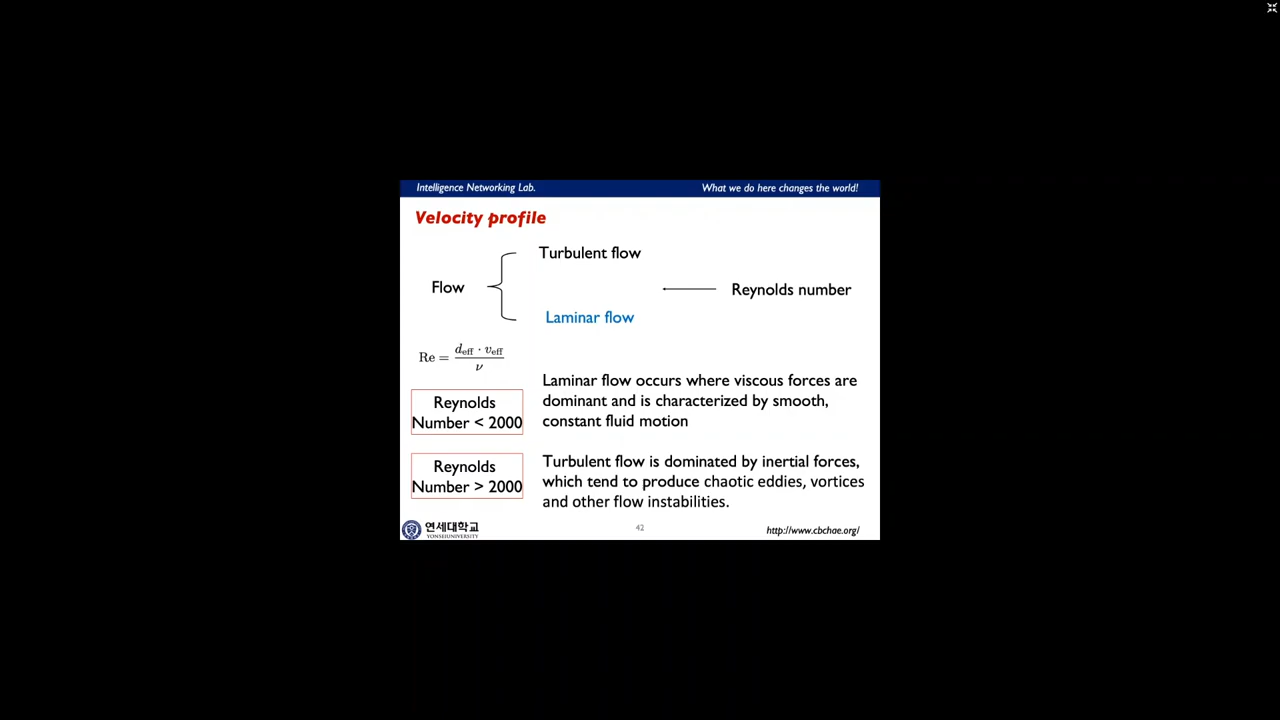 Intelligence Networking Lab.
What we do here changes the world!
Velocity profile
Turbulent flow
Flow
Reynolds number
Laminar flow
Re = d_eff · v_eff / ν
Laminar flow occurs where viscous forces are
dominant and is characterized by smooth,
constant fluid motion
Reynolds
Number < 2000
Turbulent flow is dominated by inertial forces,
which tend to produce chaotic eddies, vortices
and other flow instabilities.
Reynolds
Number > 2000
연세대학교
YONSEI UNIVERSITY
42
http://www.cbchae.org/